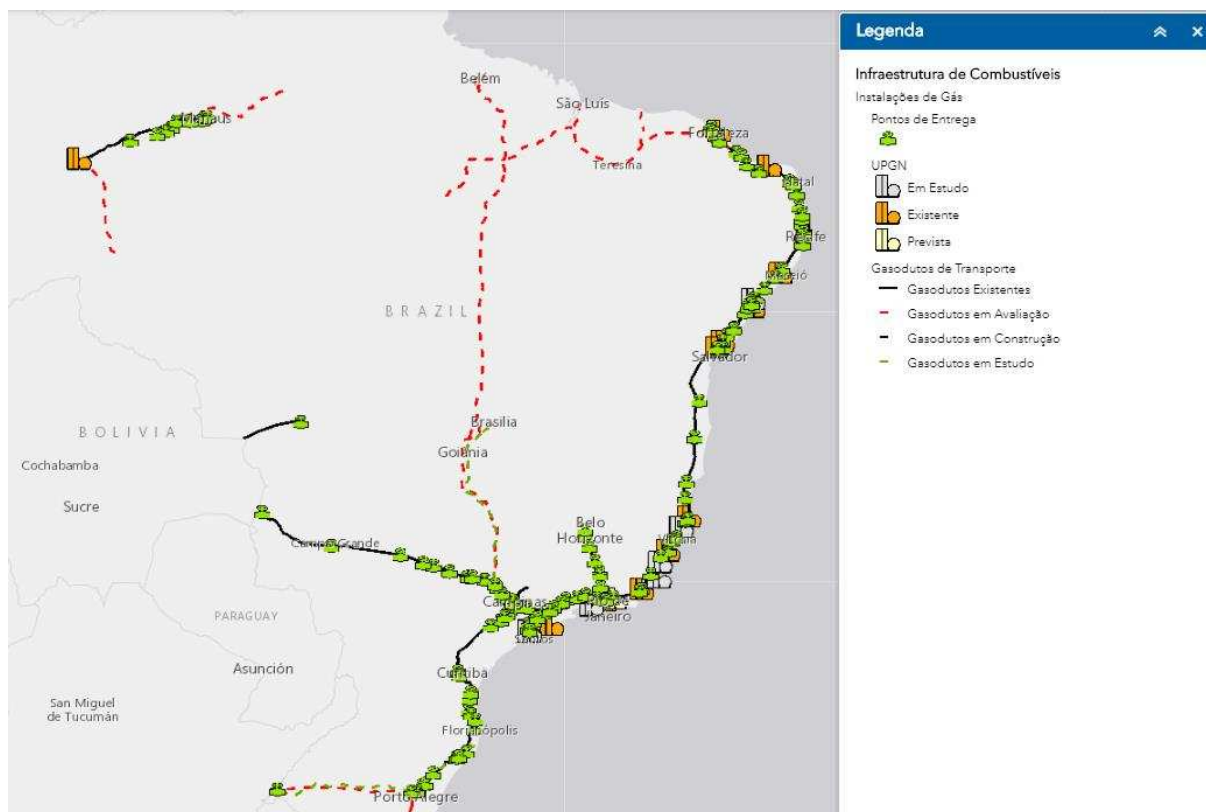 Legenda
Infraestrutura de Combustíveis
Instalações de Gás
Pontos de Entrega
UPGN
Em Estudo
Existente
Prevista
Gasodutos de Transporte
Gasodutos Existentes
Gasodutos em Avaliação
Gasodutos em Construção
Gasodutos em Estudo
Belém
São Luís
Manaus
Fortaleza
Teresina
Natal
Recife
Maceió
BRAZIL
Salvador
Brasília
BOLIVIA
Goiânia
Cochabamba
Sucre
Belo
Horizonte
Campo Grande
Vitória
Campinas
Rio de
Janeiro
PARAGUAY
Santos
Asunción
Curitiba
San Miguel
de Tucumán
Florianópolis
Porto Alegre